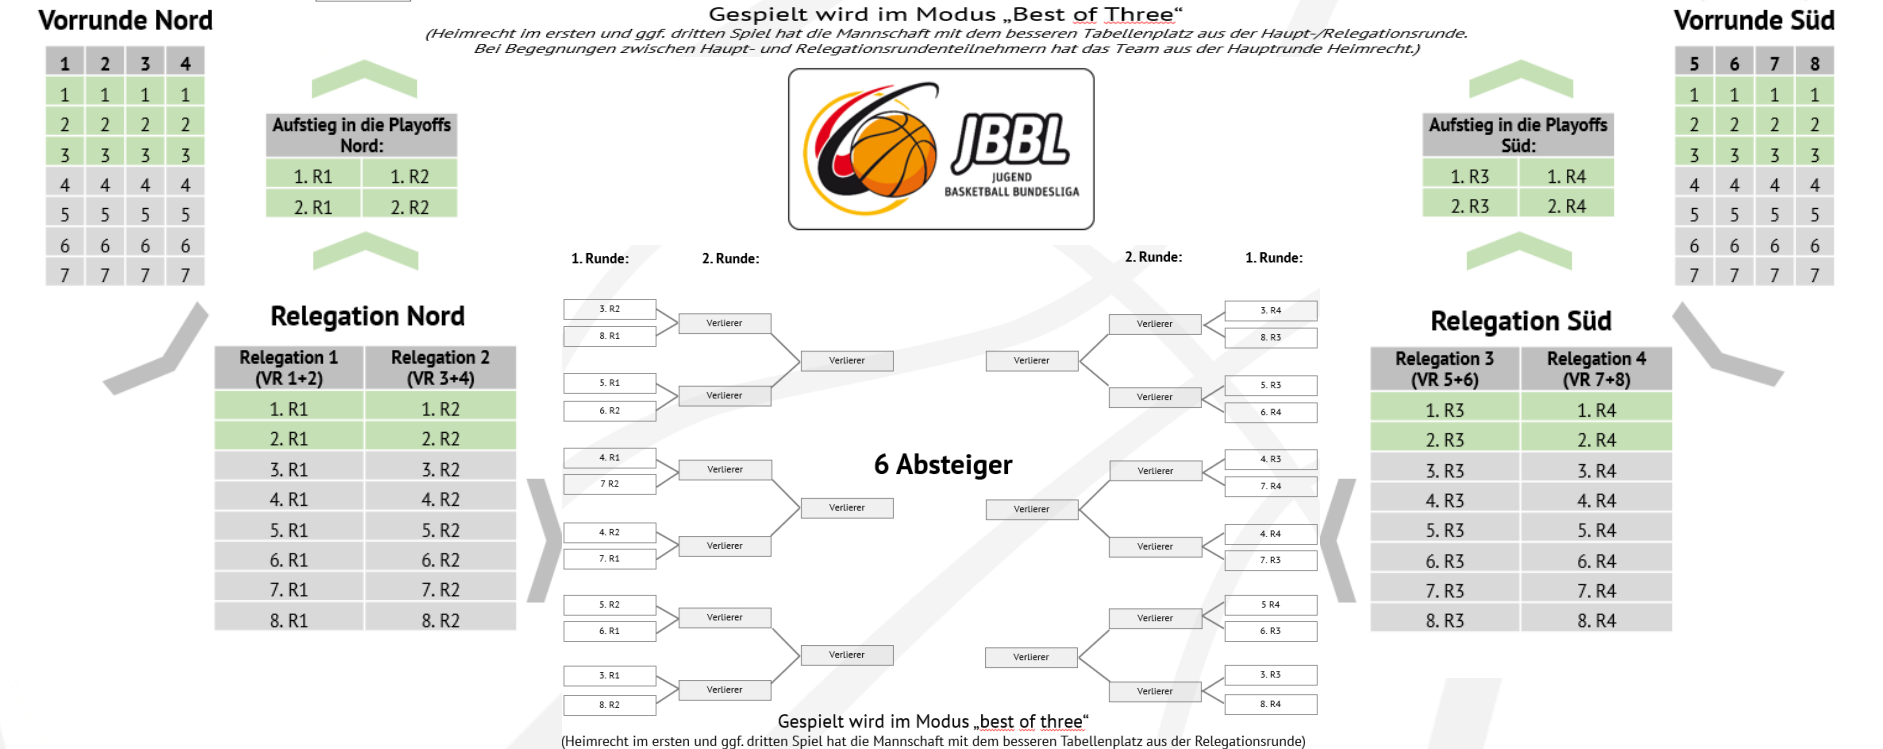 Gespielt wird im Modus „Best of Three“
(Heimrecht im ersten und ggf. dritten Spiel hat die Mannschaft mit dem besseren Tabellenplatz aus der Haupt-/Relegationsrunde.
Bei Begegnungen zwischen Haupt- und Relegationsrundenteilnehmern hat das Team aus der Hauptrunde Heimrecht.)
Vorrunde Nord
1 2 3 4
1 1 1 1
2 2 2 2
3 3 3 3
4 4 4 4
5 5 5 5
6 6 6 6
7 7 7 7
Aufstieg in die Playoffs
Nord:
1. R1 1. R2
2. R1 2. R2
Relegation Nord
Relegation 1 Relegation 2
(VR 1+2) (VR 3+4)
1. R1 1. R2
2. R1 2. R2
3. R1 3. R2
4. R1 4. R2
5. R1 5. R2
6. R1 6. R2
7. R1 7. R2
8. R1 8. R2
JBBL
JUGEND
BASKETBALL BUNDESLIGA
1. Runde: 2. Runde:
3. R2
8. R1
Verlierer
5. R1
6. R2
Verlierer
Verlierer
4. R1
7 R2
Verlierer
4. R2
7. R1
Verlierer
Verlierer
5. R2
6. R1
Verlierer
3. R1
8. R2
Verlierer
Verlierer
6 Absteiger
2. Runde: 1. Runde:
3. R4
8. R3
Verlierer
5. R3
6. R4
Verlierer
Verlierer
4. R3
7. R4
Verlierer
4. R4
7. R3
Verlierer
Verlierer
5 R4
6. R3
Verlierer
3. R3
8. R4
Verlierer
Verlierer
Vorrunde Süd
5 6 7 8
1 1 1 1
2 2 2 2
3 3 3 3
4 4 4 4
5 5 5 5
6 6 6 6
7 7 7 7
Aufstieg in die Playoffs
Süd:
1. R3 1. R4
2. R3 2. R4
Relegation Süd
Relegation 3 Relegation 4
(VR 5+6) (VR 7+8)
1. R3 1. R4
2. R3 2. R4
3. R3 3. R4
4. R3 4. R4
5. R3 5. R4
6. R3 6. R4
7. R3 7. R4
8. R3 8. R4
Gespielt wird im Modus „best of three“
(Heimrecht im ersten und ggf. dritten Spiel hat die Mannschaft mit dem besseren Tabellenplatz aus der Relegationsrunde)